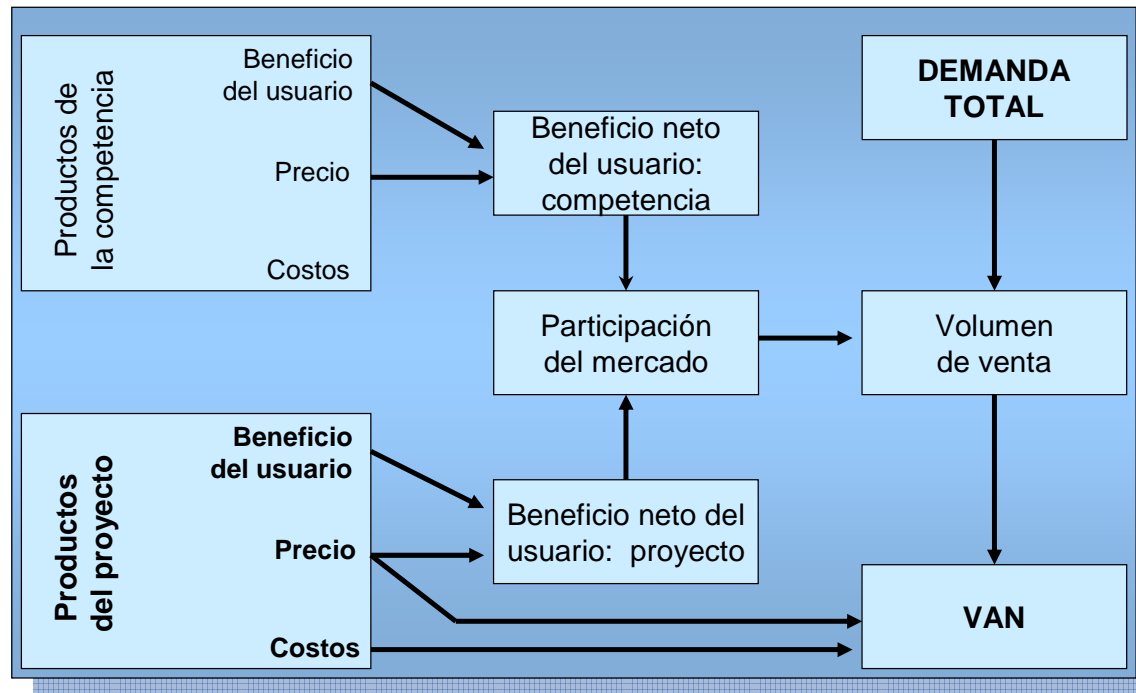 Productos de
la competencia
Beneficio
del usuario
Precio
Costos
Beneficio neto
del usuario:
competencia
DEMANDA
TOTAL
Participación
del mercado
Volumen
de venta
Productos
del proyecto
Beneficio
del usuario
Precio
Costos
Beneficio neto del
usuario: proyecto
VAN